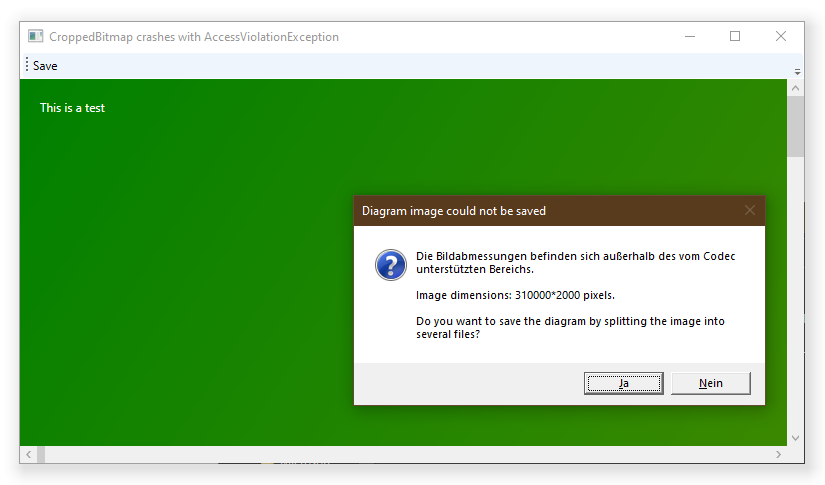 CroppedBitmap crashes with AccessViolationException
Save
This is a test
Diagram image could not be saved
Die Bildabmessungen befinden sich außerhalb des vom Codec
unterstützten Bereichs.
Image dimensions: 310000*2000 pixels.
Do you want to save the diagram by splitting the image into
several files?
Ja
Nein